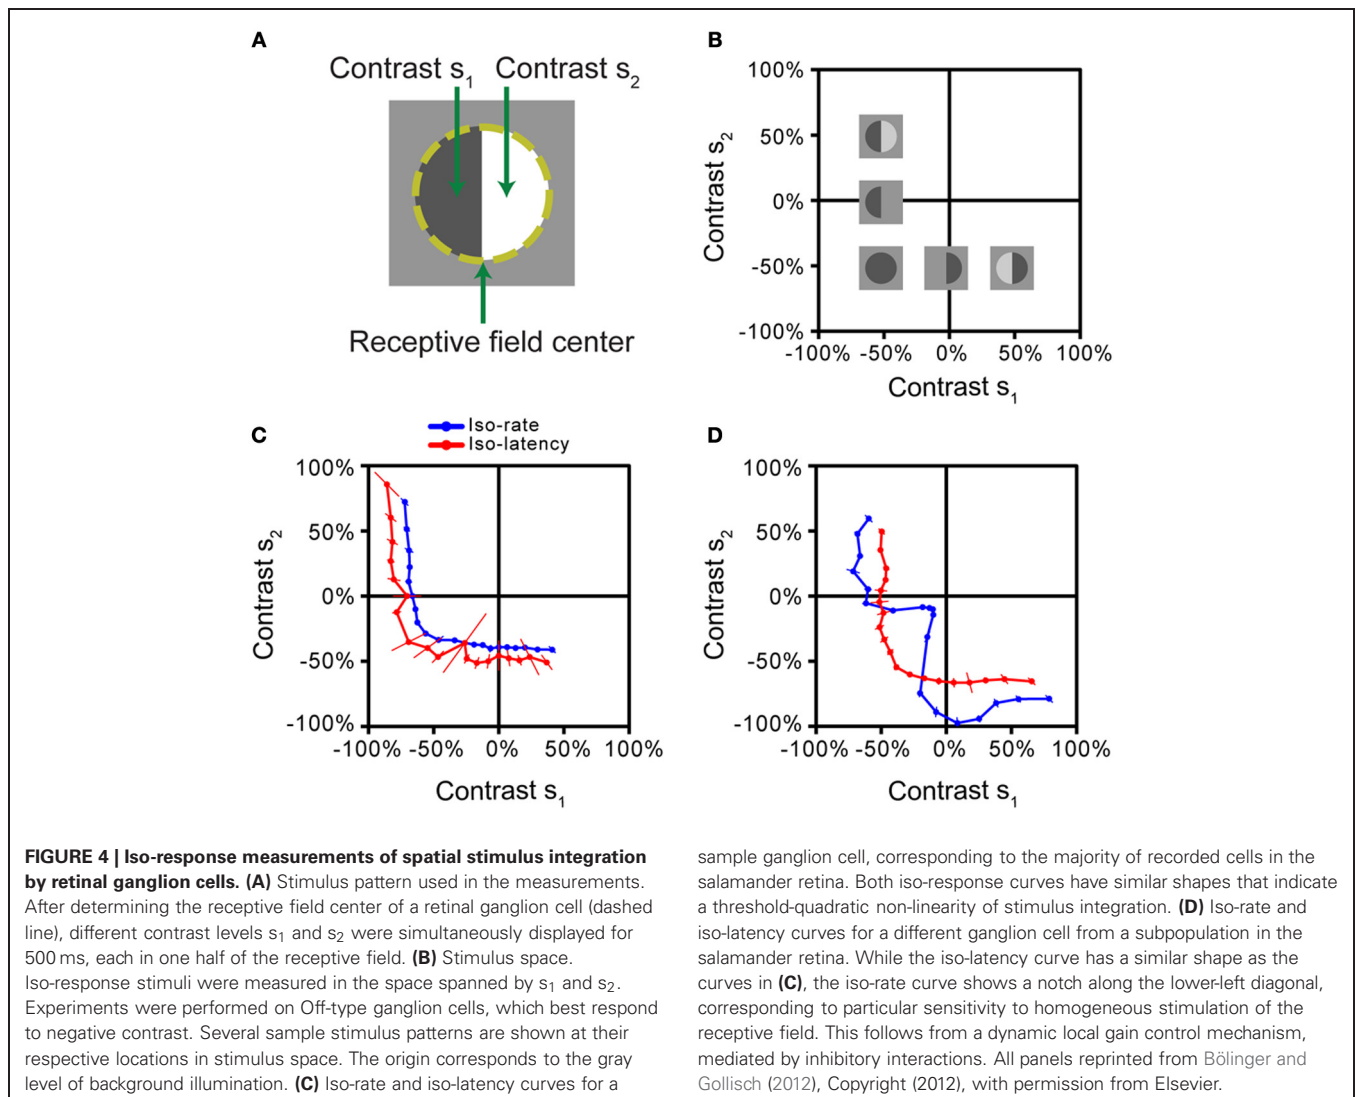 A
Contrast s1 Contrast s2
Receptive field center
B
100%
50%
0%
-50%
-100%
Contrast s2
-100% -50% 0% 50% 100%
Contrast s1
C
Iso-rate
Iso-latency
100%
50%
0%
-50%
-100%
Contrast s2
-100% -50% 0% 50% 100%
Contrast s1
D
100%
50%
0%
-50%
-100%
Contrast s2
-100% -50% 0% 50% 100%
Contrast s1
FIGURE 4 | Iso-response measurements of spatial stimulus integration
by retinal ganglion cells. (A) Stimulus pattern used in the measurements.
After determining the receptive field center of a retinal ganglion cell (dashed
line), different contrast levels s1 and s2 were simultaneously displayed for
500 ms, each in one half of the receptive field. (B) Stimulus space.
Iso-response stimuli were measured in the space spanned by s1 and s2.
Experiments were performed on Off-type ganglion cells, which best respond
to negative contrast. Several sample stimulus patterns are shown at their
respective locations in stimulus space. The origin corresponds to the gray
level of background illumination. (C) Iso-rate and iso-latency curves for a
sample ganglion cell, corresponding to the majority of recorded cells in the
salamander retina. Both iso-response curves have similar shapes that indicate
a threshold-quadratic non-linearity of stimulus integration. (D) Iso-rate and
iso-latency curves for a different ganglion cell from a subpopulation in the
salamander retina. While the iso-latency curve has a similar shape as the
curves in (C), the iso-rate curve shows a notch along the lower-left diagonal,
corresponding to particular sensitivity to homogeneous stimulation of the
receptive field. This follows from a dynamic local gain control mechanism,
mediated by inhibitory interactions. All panels reprinted from Bölinger and
Gollisch (2012), Copyright (2012), with permission from Elsevier.